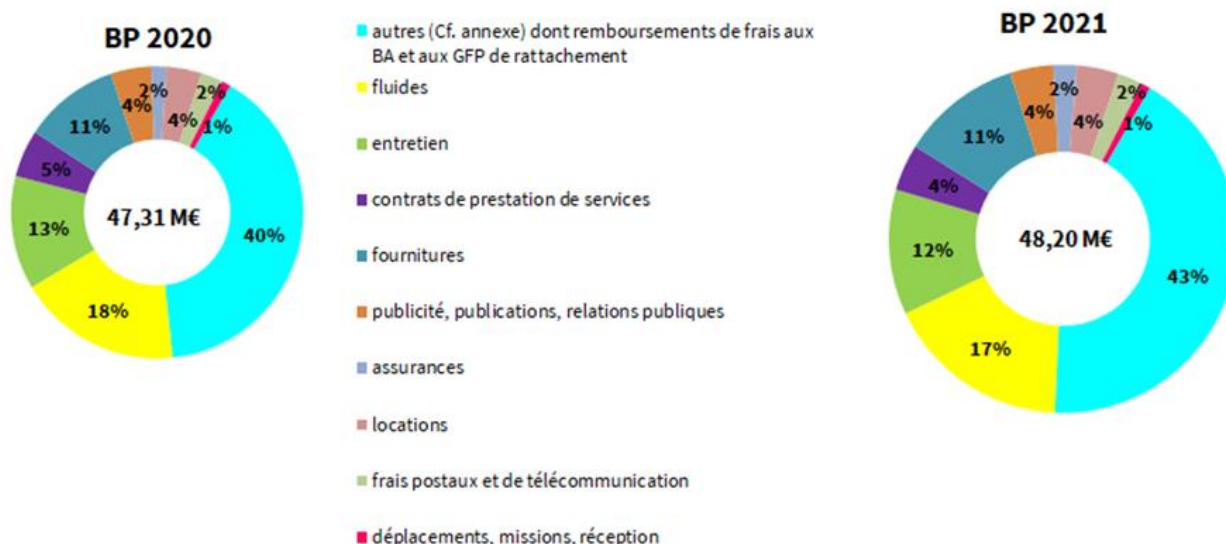 BP 2020
2%
2%
4%
4%
1%
11%
5%
13%
18%
40%
47,31 M€
autres (Cf. annexe) dont remboursements de frais aux
BA et aux GFP de rattachement
fluides
entretien
contrats de prestation de services
fournitures
publicité, publications, relations publiques
assurances
locations
frais postaux et de télécommunication
déplacements, missions, réception
BP 2021
2%
2%
4%
4%
1%
11%
4%
12%
17%
43%
48,20 M€